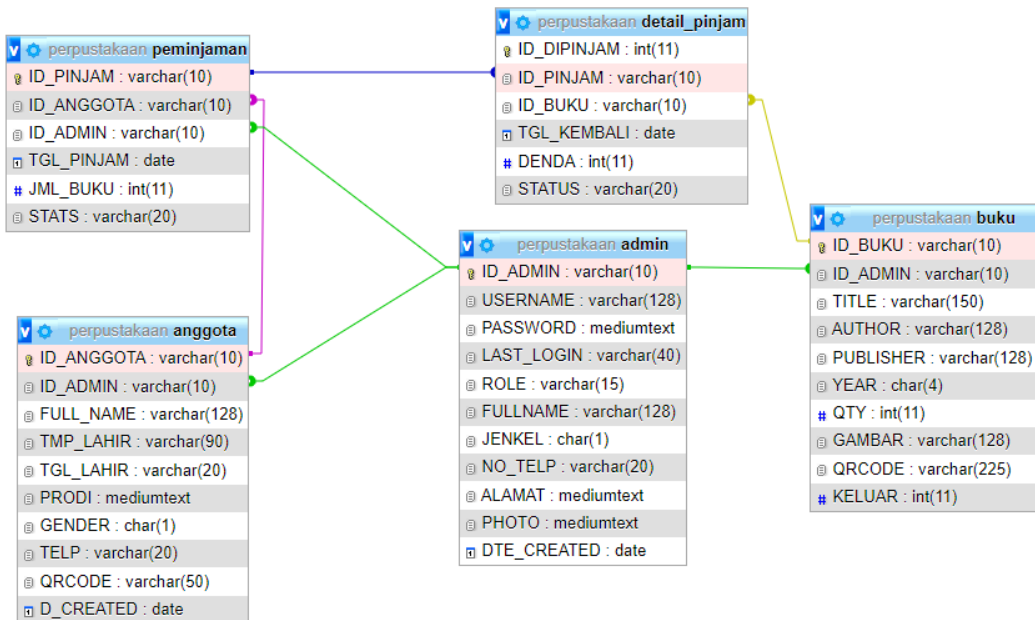 perpustakaan peminjaman
ID_PINJAM : varchar(10)
ID_ANGGOTA : varchar(10)
ID_ADMIN : varchar(10)
TGL_PINJAM : date
# JML_BUKU : int(11)
STATS : varchar(20)
perpustakaan detail_pinjam
ID_DIPINJAM : int(11)
ID_PINJAM : varchar(10)
ID_BUKU : varchar(10)
TGL_KEMBALI : date
# DENDA : int(11)
STATUS : varchar(20)
perpustakaan anggota
ID_ANGGOTA : varchar(10)
ID_ADMIN : varchar(10)
FULL_NAME : varchar(128)
TMP_LAHIR : varchar(90)
TGL_LAHIR : varchar(20)
PRODI : mediumtext
GENDER : char(1)
TELP : varchar(20)
QRCODE : varchar(50)
D_CREATED : date
perpustakaan admin
ID_ADMIN : varchar(10)
USERNAME : varchar(128)
PASSWORD : mediumtext
LAST_LOGIN : varchar(40)
ROLE : varchar(15)
FULLNAME : varchar(128)
JENKEL : char(1)
NO_TELP : varchar(20)
ALAMAT : mediumtext
PHOTO : mediumtext
DTE_CREATED : date
perpustakaan buku
ID_BUKU : varchar(10)
ID_ADMIN : varchar(10)
TITLE : varchar(150)
AUTHOR : varchar(128)
PUBLISHER : varchar(128)
YEAR : char(4)
# QTY : int(11)
GAMBAR : varchar(128)
QRCODE : varchar(225)
# KELUAR : int(11)